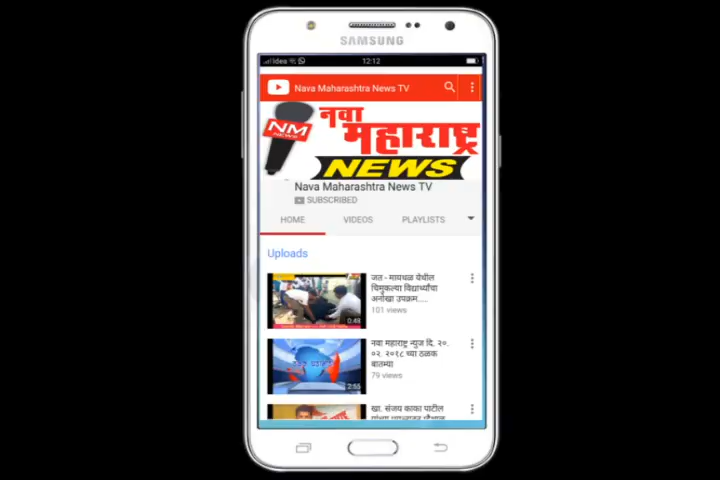 SAMSUNG
Idea
12:12
Nava Maharashtra News TV
NM
NEWS
नवा
महाराष्ट्र
NEWS
Nava Maharashtra News TV
SUBSCRIBED
HOME VIDEOS PLAYLISTS
Uploads
जत - मायथळ येथील
चिमुकल्या विद्यार्थ्यांचा
अनोखा उपक्रम....
101 views
0:48
नवा महाराष्ट्र न्युज दि. २०.
०२. २०१८ च्या ठळक
बातम्या
79 views
2:55
खा. संजय काका पाटील